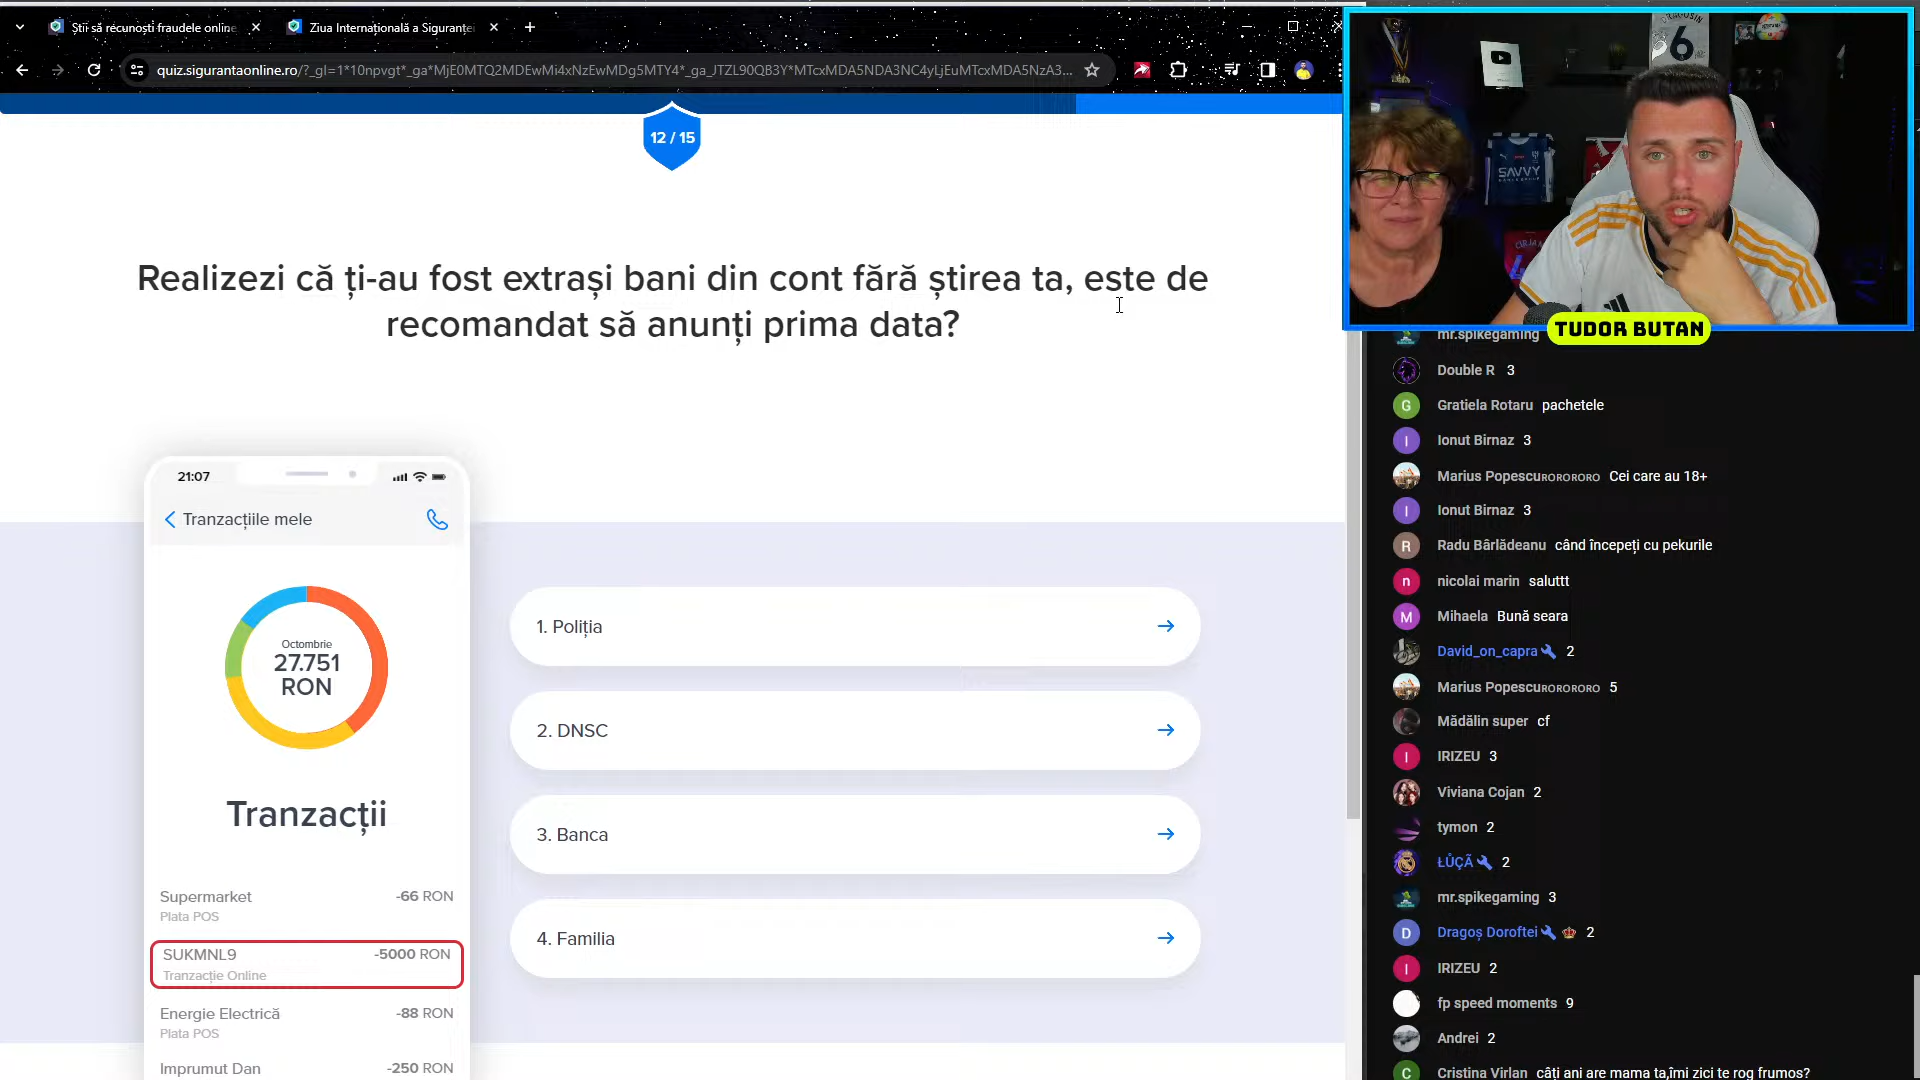 Știi să recunoști fraudele online
Ziua Internațională a Siguranței
quiz.sigurantaonline.ro/?_gl=1*10npvgt*_ga*MjE0MTQ2MDEwMi4xNzEwMDg5MTY4*_ga_JTZL90QB3Y*MTcxMDA5NDA3NC4yLjEuMTcxMDA5NzA3...
12 / 15
Realizezi că ți-au fost extrași bani din cont fără știrea ta, este de
recomandat să anunți prima data?
21:07
Tranzacțiile mele
Octombrie
27.751
RON
Tranzacții
Supermarket -66 RON
Plata POS
SUKMNL9 -5000 RON
Tranzacție Online
Energie Electrică -88 RON
Plata POS
Imprumut Dan -250 RON
1. Poliția
2. DNSC
3. Banca
4. Familia
6
SAVVY
TUDOR BUTAN
mr.spikegaming
Double R 3
Gratiela Rotaru pachetele
Ionut Birnaz 3
Marius Popescuʀᴏʀᴏʀᴏʀᴏ Cei care au 18+
Ionut Birnaz 3
Radu Bârlădeanu când începeți cu pekurile
nicolai marin saluttt
Mihaela Bună seara
David_on_capra 2
Marius Popescuʀᴏʀᴏʀᴏʀᴏ 5
Mădălin super cf
IRIZEU 3
Viviana Cojan 2
tymon 2
ŁŮÇÃ 2
mr.spikegaming 3
Dragoș Doroftei 2
IRIZEU 2
fp speed moments 9
Andrei 2
Cristina Virlan câți ani are mama ta,îmi zici te rog frumos?